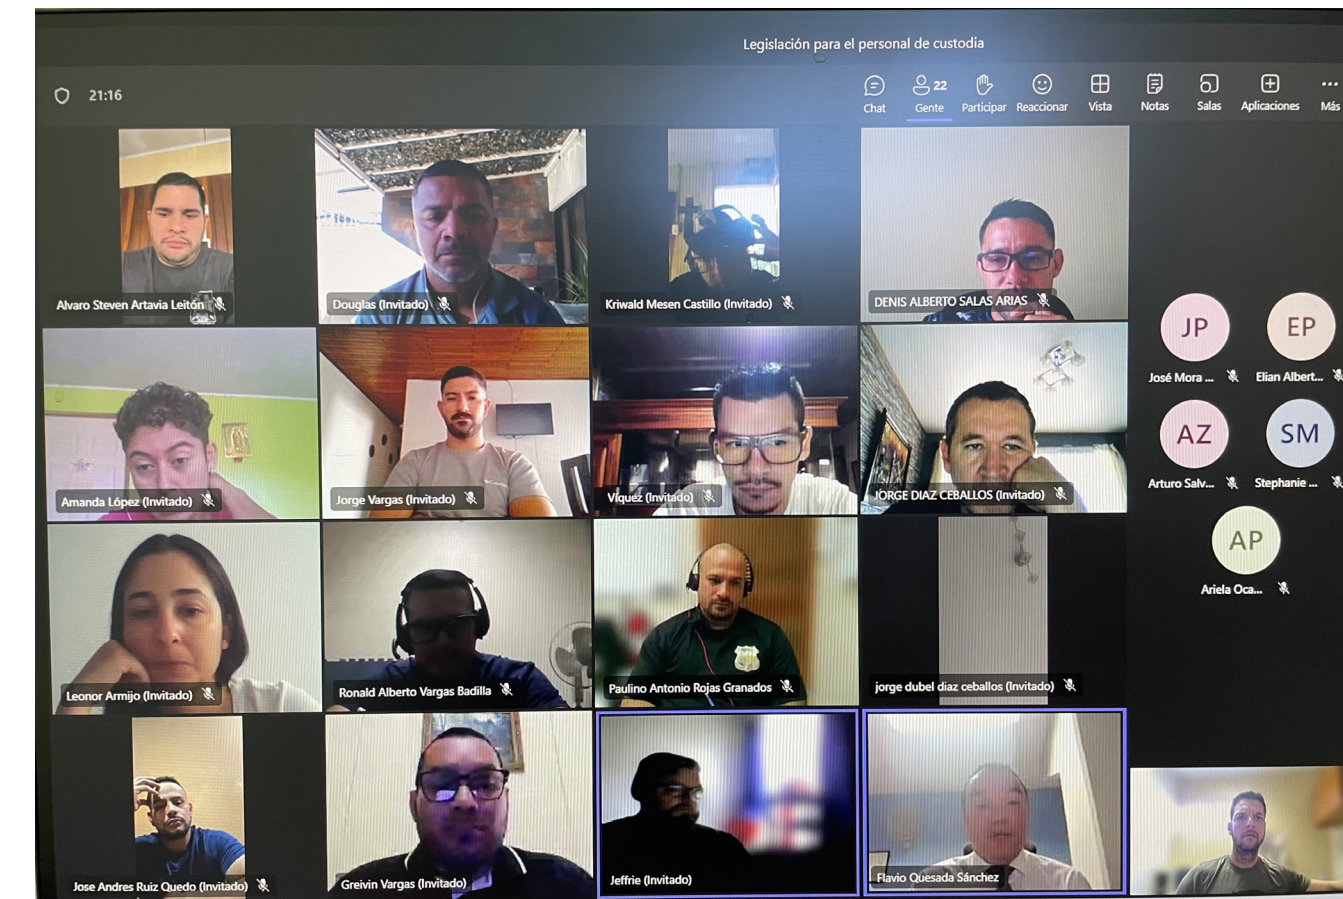 Legislación para el personal de custodia
21:16
22
Chat
Gente
Participar
Reaccionar
Vista
Notas
Salas
Aplicaciones
Más
Alvaro Steven Artavia Leitón
Douglas (Invitado)
Kriwald Mesen Castillo (Invitado)
DENIS ALBERTO SALAS ARIAS
JP
EP
José Mora ...
Elian Albert...
Amanda López (Invitado)
Jorge Vargas (Invitado)
Víquez (Invitado)
JORGE DIAZ CEBALLOS (Invitado)
AZ
SM
Arturo Salv...
Stephanie ...
Leonor Armijo (Invitado)
Ronald Alberto Vargas Badilla
Paulino Antonio Rojas Granados
jorge dubel diaz ceballos (Invitado)
AP
Ariela Oca...
Jose Andres Ruiz Quedo (Invitado)
Greivin Vargas (Invitado)
Jeffrie (Invitado)
Flavio Quesada Sánchez